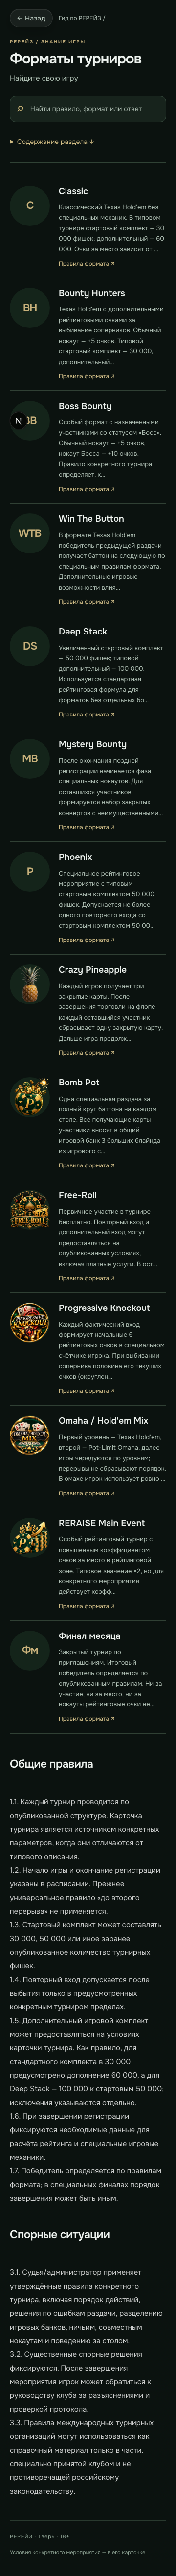 ← Назад
Гид по РЕРЕЙЗ /
РЕРЕЙЗ / ЗНАНИЕ ИГРЫ
Форматы турниров
Найдите свою игру
Найти правило, формат или ответ
Содержание раздела ↓
C
Classic
Классический Texas Hold'em без
специальных механик. В типовом
турнире стартовый комплект — 30
000 фишек; дополнительный — 60
000. Очки за место зависят от ...
Правила формата ↗
BH
Bounty Hunters
Texas Hold'em с дополнительными
рейтинговыми очками за
выбивание соперников. Обычный
нокаут — +5 очков. Типовой
стартовый комплект — 30 000,
дополнительный...
Правила формата ↗
N
BB
Boss Bounty
Особый формат с назначенными
участниками со статусом «Босс».
Обычный нокаут — +5 очков,
нокаут Босса — +10 очков.
Правило конкретного турнира
определяет, к...
Правила формата ↗
WTB
Win The Button
В формате Texas Hold'em
победитель предыдущей раздачи
получает баттон на следующую по
специальным правилам формата.
Дополнительные игровые
возможности влия...
Правила формата ↗
DS
Deep Stack
Увеличенный стартовый комплект
— 50 000 фишек; типовой
дополнительный — 100 000.
Используется стандартная
рейтинговая формула для
форматов без отдельных бо...
Правила формата ↗
MB
Mystery Bounty
После окончания поздней
регистрации начинается фаза
специальных нокаутов. Для
оставшихся участников
формируется набор закрытых
конвертов с неимущественными...
Правила формата ↗
P
Phoenix
Специальное рейтинговое
мероприятие с типовым
стартовым комплектом 50 000
фишек. Допускается не более
одного повторного входа со
стартовым комплектом 50 00...
Правила формата ↗
Crazy Pineapple
Каждый игрок получает три
закрытые карты. После
завершения торговли на флопе
каждый оставшийся участник
сбрасывает одну закрытую карту.
Дальше игра продолж...
Правила формата ↗
Bomb Pot
Одна специальная раздача за
полный круг баттона на каждом
столе. Все получающие карты
участники вносят в общий
игровой банк 3 больших блайнда
из игрового с...
Правила формата ↗
FREE-ROLL
Free-Roll
Первичное участие в турнире
бесплатно. Повторный вход и
дополнительный вход могут
предоставляться на
опубликованных условиях,
включая платные услуги. В ост...
Правила формата ↗
PROGRESSIVE
KNOCKOUT
Progressive Knockout
Каждый фактический вход
формирует начальные 6
рейтинговых очков в специальном
счётчике игрока. При выбивании
соперника половина его текущих
очков (округлен...
Правила формата ↗
OMAHA / HOLD'EM
MIX
Omaha / Hold'em Mix
Первый уровень — Texas Hold'em,
второй — Pot-Limit Omaha, далее
игры чередуются по уровням;
перерывы не сбрасывают порядок.
В омахе игрок использует ровно ...
Правила формата ↗
RERAISE Main Event
Особый рейтинговый турнир с
повышенным коэффициентом
очков за место в рейтинговой
зоне. Типовое значение ×2, но для
конкретного мероприятия
действует коэфф...
Правила формата ↗
Фм
Финал месяца
Закрытый турнир по
приглашениям. Итоговый
победитель определяется по
опубликованным правилам. Ни за
участие, ни за место, ни за
нокауты рейтинговые очки не...
Правила формата ↗
Общие правила
1.1. Каждый турнир проводится по
опубликованной структуре. Карточка
турнира является источником конкретных
параметров, когда они отличаются от
типового описания.
1.2. Начало игры и окончание регистрации
указаны в расписании. Прежнее
универсальное правило «до второго
перерыва» не применяется.
1.3. Стартовый комплект может составлять
30 000, 50 000 или иное заранее
опубликованное количество турнирных
фишек.
1.4. Повторный вход допускается после
выбытия только в предусмотренных
конкретным турниром пределах.
1.5. Дополнительный игровой комплект
может предоставляться на условиях
карточки турнира. Как правило, для
стандартного комплекта в 30 000
предусмотрено дополнение 60 000, а для
Deep Stack — 100 000 к стартовым 50 000;
исключения указываются отдельно.
1.6. При завершении регистрации
фиксируются необходимые данные для
расчёта рейтинга и специальные игровые
механики.
1.7. Победитель определяется по правилам
формата; в специальных финалах порядок
завершения может быть иным.
Спорные ситуации
3.1. Судья/администратор применяет
утверждённые правила конкретного
турнира, включая порядок действий,
решения по ошибкам раздачи, разделению
игровых банков, ничьим, совместным
нокаутам и поведению за столом.
3.2. Существенные спорные решения
фиксируются. После завершения
мероприятия игрок может обратиться к
руководству клуба за разъяснениями и
проверкой протокола.
3.3. Правила международных турнирных
организаций могут использоваться как
справочный материал только в части,
специально принятой клубом и не
противоречащей российскому
законодательству.
РЕРЕЙЗ · Тверь · 18+
Условия конкретного мероприятия — в его карточке.